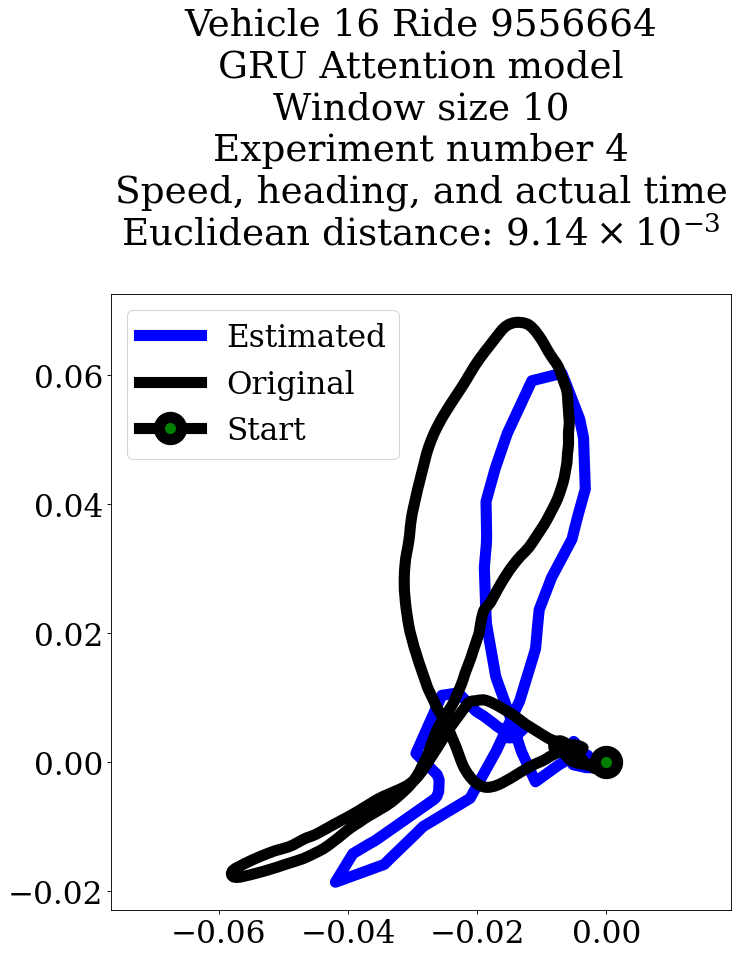 Vehicle 16 Ride 9556664
GRU Attention model
Window size 10
Experiment number 4
Speed, heading, and actual time
Euclidean distance: 9.14 × 10⁻³
Estimated
Original
Start
0.06
0.04
0.02
0.00
−0.02
−0.06 −0.04 −0.02 0.00